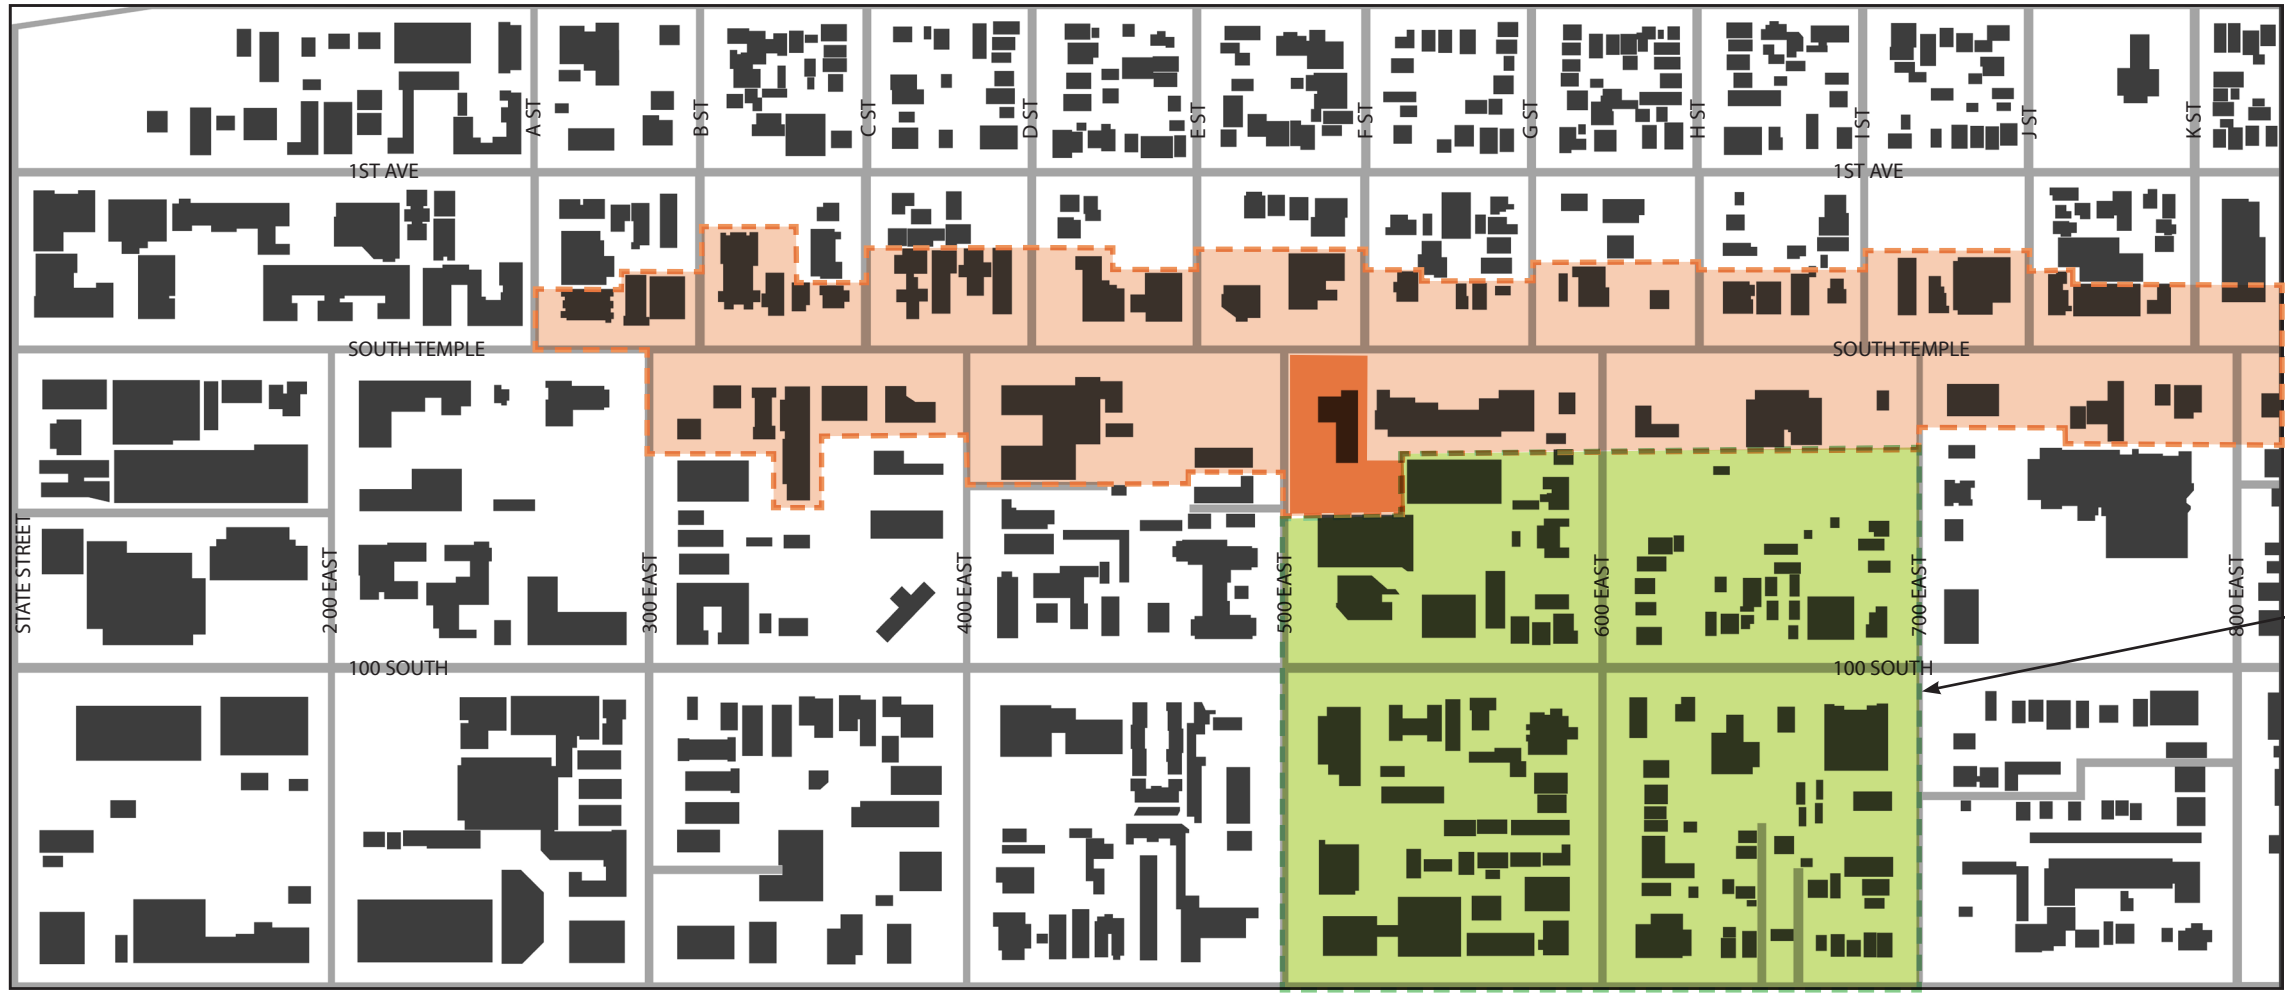 A ST
B ST
C ST
D ST
E ST
F ST
G ST
H ST
I ST
J ST
K ST
1ST AVE
1ST AVE
SOUTH TEMPLE
SOUTH TEMPLE
STATE STREET
2 00 EAST
300 EAST
400 EAST
500 EAST
600 EAST
700 EAST
800 EAST
100 SOUTH
100 SOUTH